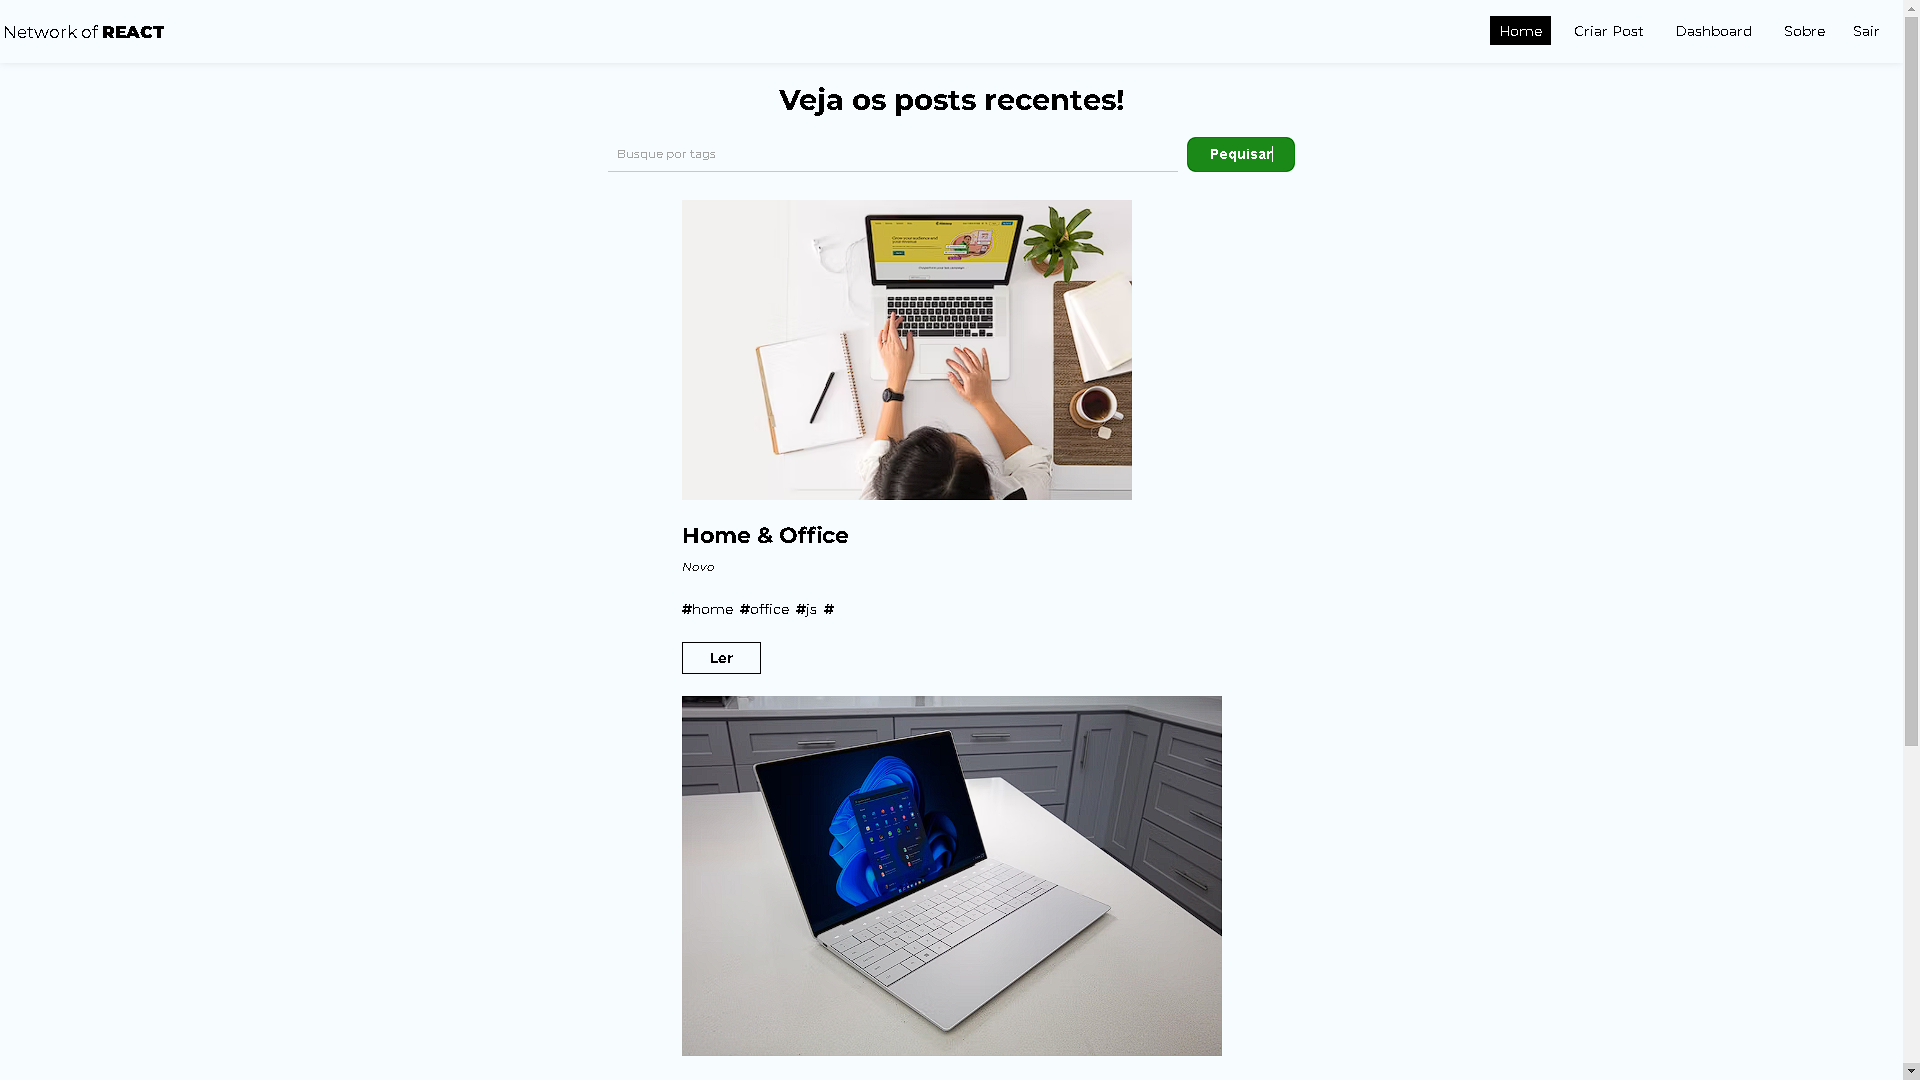 Network of REACT
Home
Criar Post
Dashboard
Sobre
Sair
Veja os posts recentes!
Busque por tags
Pequisar
Home & Office
Novo
#home #office #js #
Ler